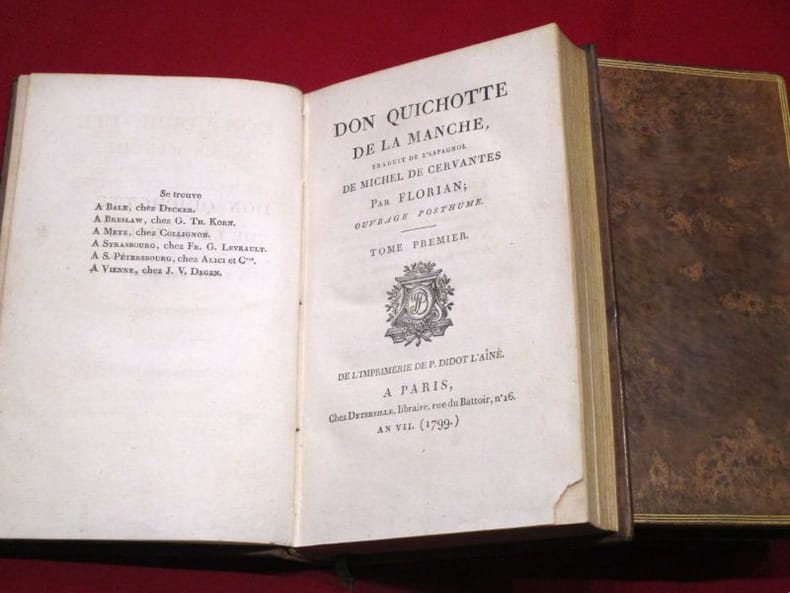 Se trouve
A Bale, chez Decker.
A Breslaw, chez G. Th. Korn.
A Metz, chez Collignon.
A Strasbourg, chez Fr. G. Levrault.
A S. Pétersbourg, chez Alici et Cnie.
A Vienne, chez J. V. Degen.
DON QUICHOTTE
DE LA MANCHE,
TRADUIT DE L'ESPAGNOL
DE MICHEL DE CERVANTES
PAR FLORIAN;
OUVRAGE POSTHUME.
TOME PREMIER.
DE L'IMPRIMERIE DE P. DIDOT L'AÎNÉ.
A PARIS,
Chez DETERVILLE, libraire, rue du Battoir, n° 16.
AN VII. (1799.)